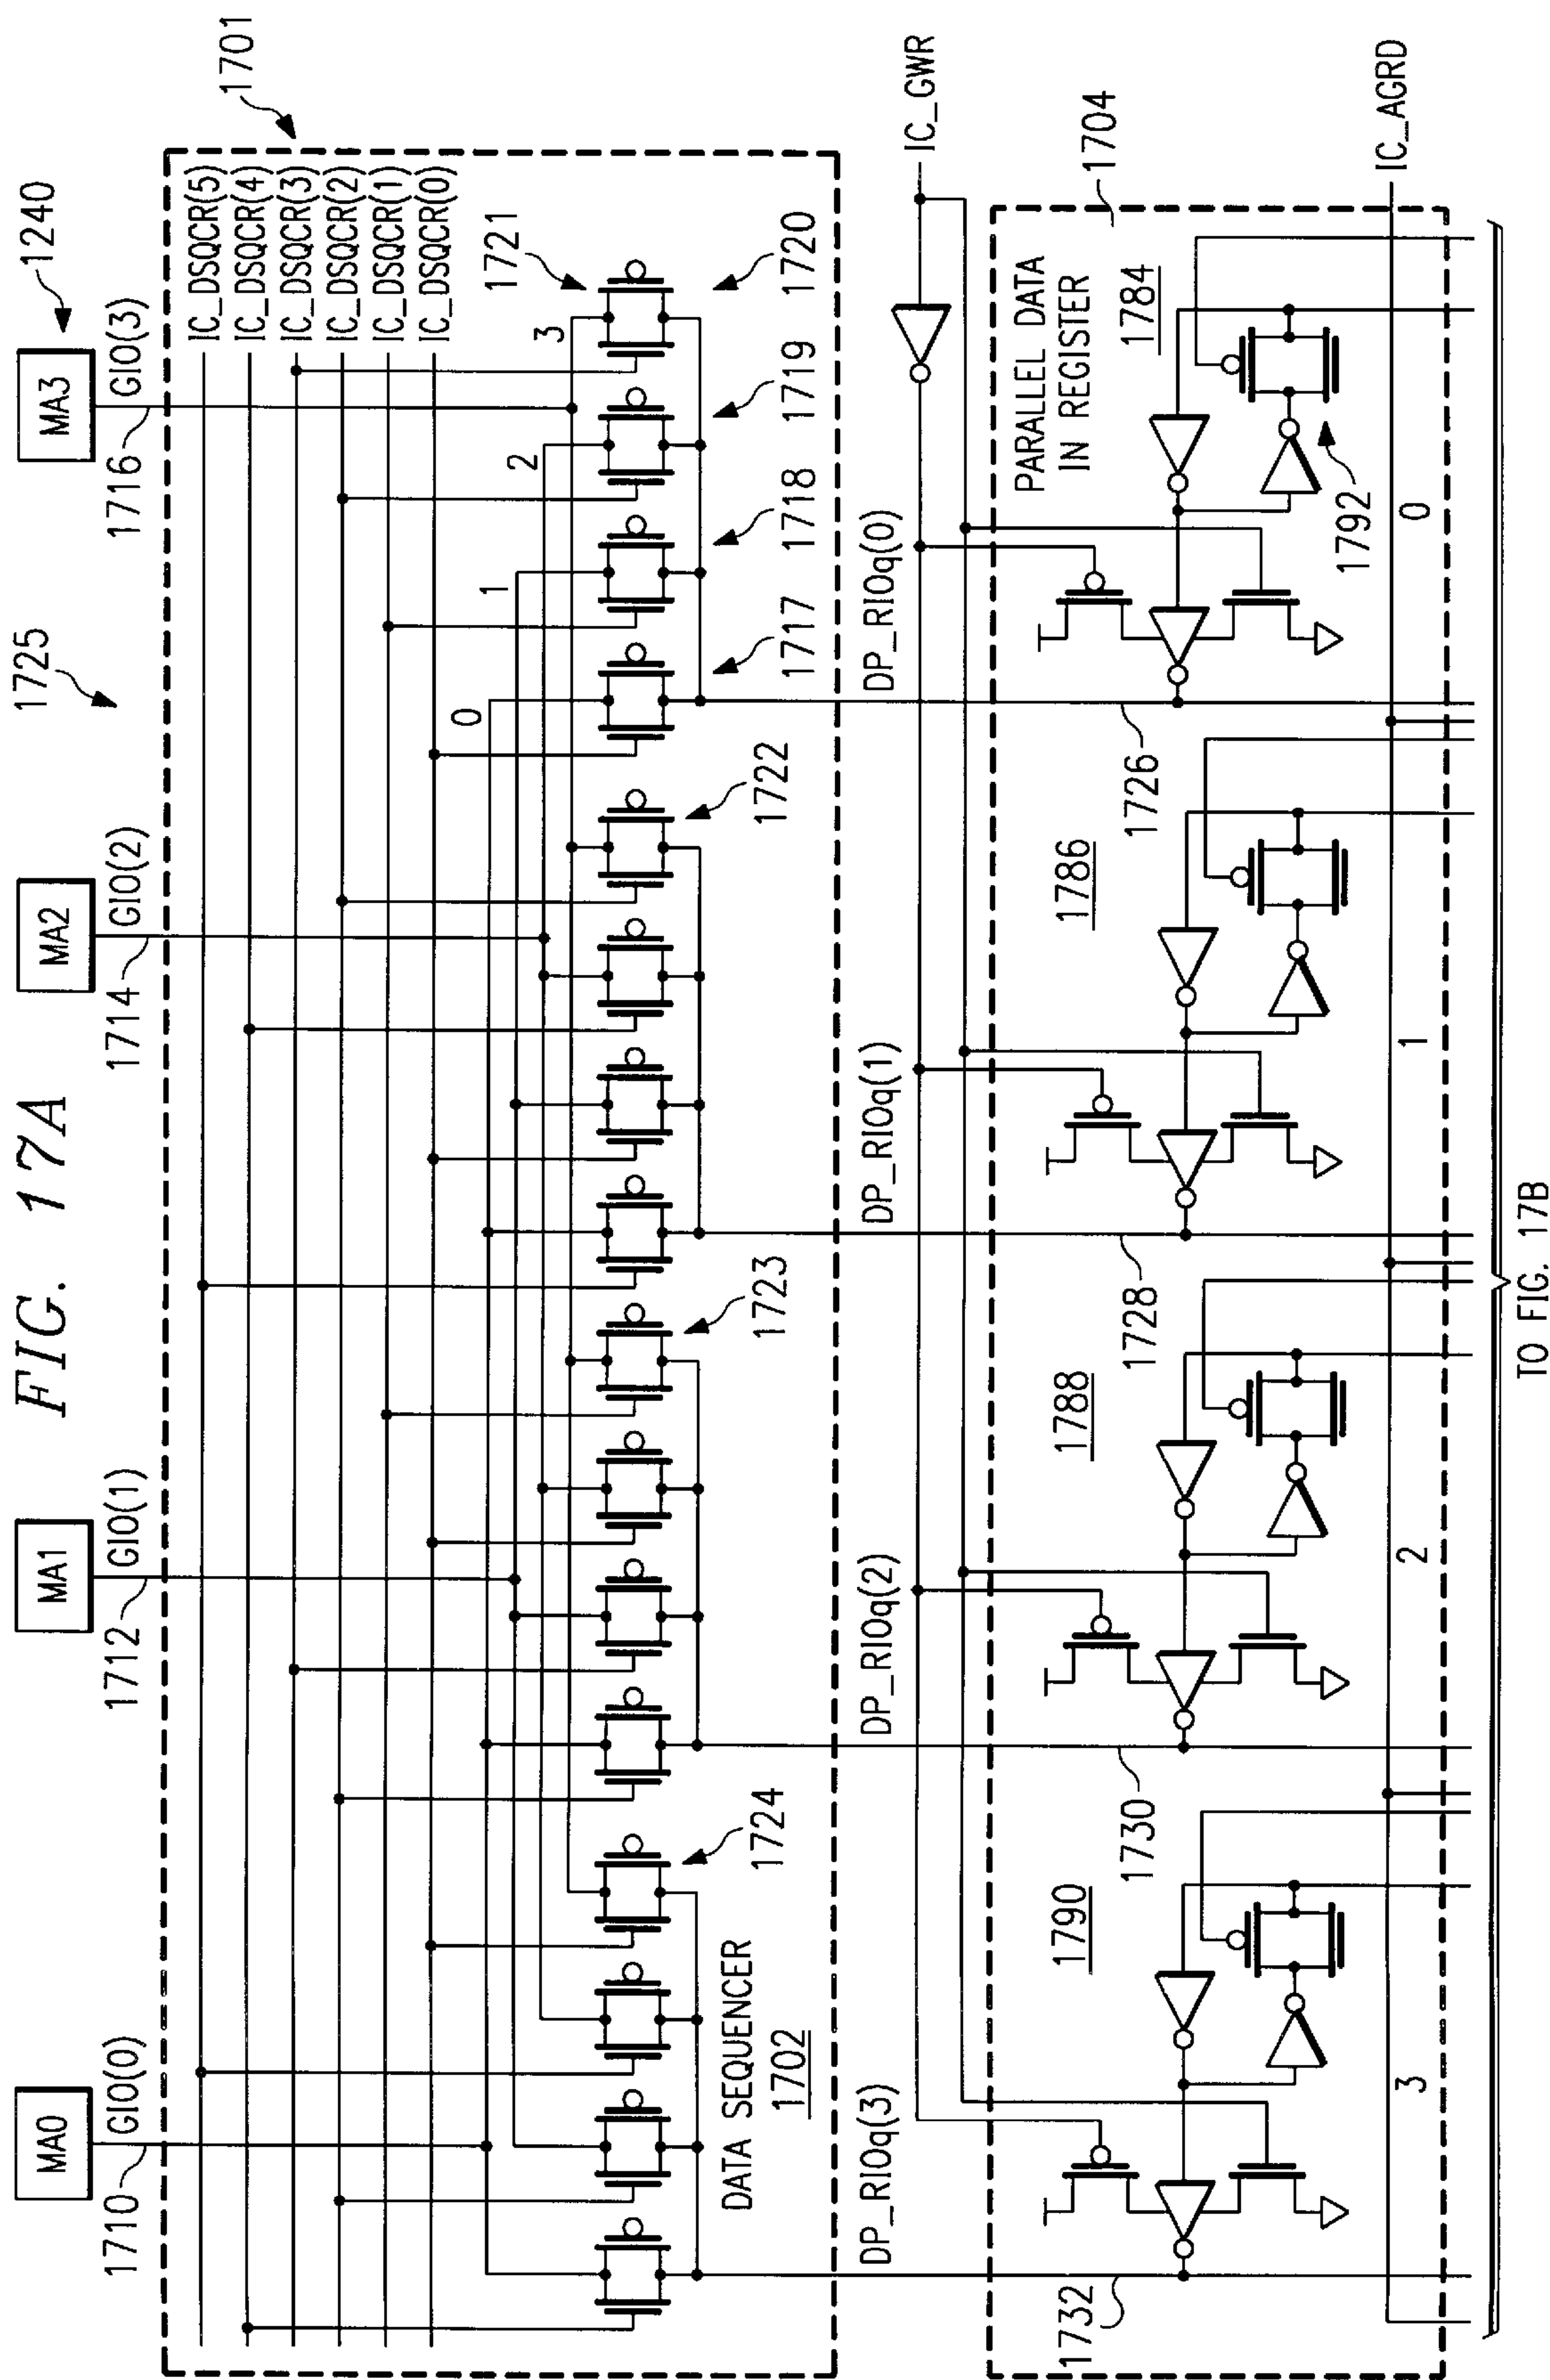 FIG. 17A
1725
MA0
MA1
MA2
MA3
1240
GIO(0)
GIO(1)
GIO(2)
GIO(3)
1710
1712
1714
1716
1701
IC_DSQCR(5)
IC_DSQCR(4)
IC_DSQCR(3)
IC_DSQCR(2)
IC_DSQCR(1)
IC_DSQCR(0)
0
1
2
3
1721
1724
1723
1722
1717
1718
1719
1720
DATA SEQUENCER
1702
DP_RIOq(3)
DP_RIOq(2)
DP_RIOq(1)
DP_RIOq(0)
IC_GWR
1704
PARALLEL DATA
IN REGISTER
1790
1788
1786
1784
1792
1732
1730
1728
1726
3
2
1
0
IC_AGRD
TO FIG. 17B